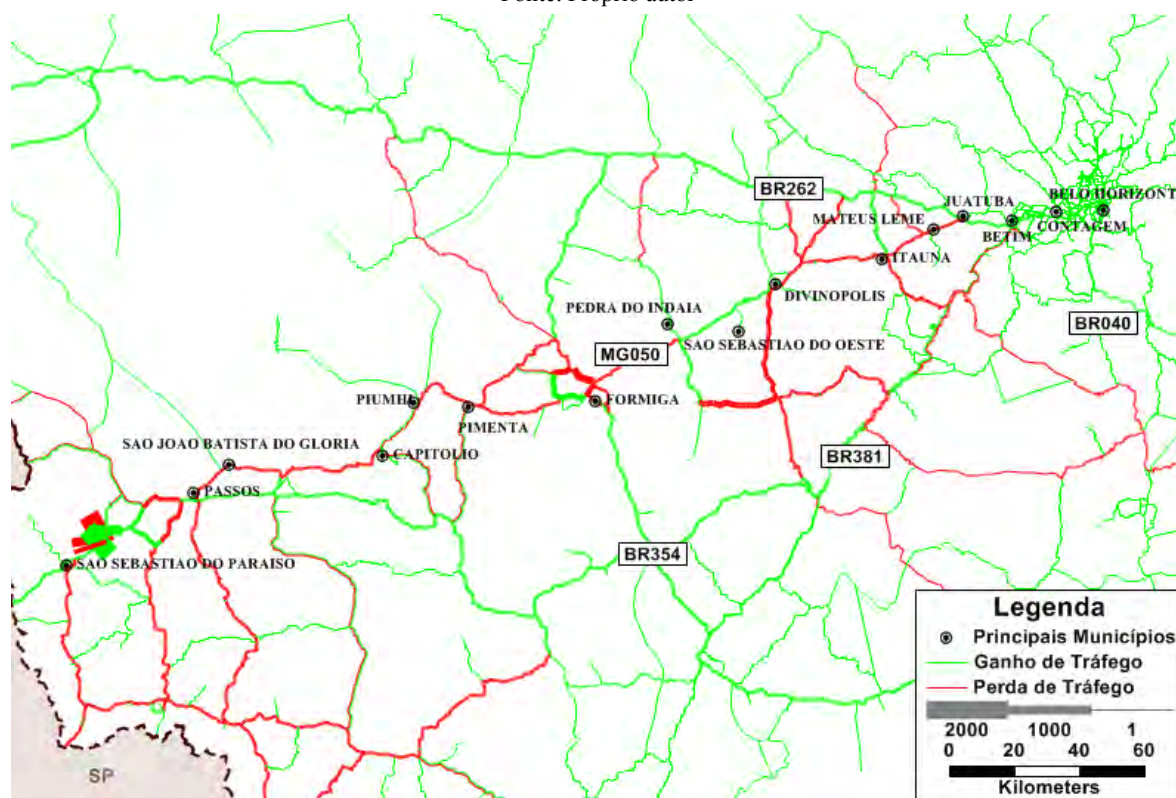 Fonte: Próprio autor
BR262
BELO HORIZONT
JUATUBA
MATEUS LEME
CONTAGEM
BETIM
ITAUNA
DIVINOPOLIS
PEDRA DO INDAIA
BR040
SAO SEBASTIAO DO OESTE
MG050
PIUMHI
FORMIGA
PIMENTA
SAO JOAO BATISTA DO GLORIA
CAPITOLIO
BR381
PASSOS
BR354
SAO SEBASTIAO DO PARAISO
SP
Legenda
Principais Municípios
Ganho de Tráfego
Perda de Tráfego
2000 1000 1
0 20 40 60
Kilometers